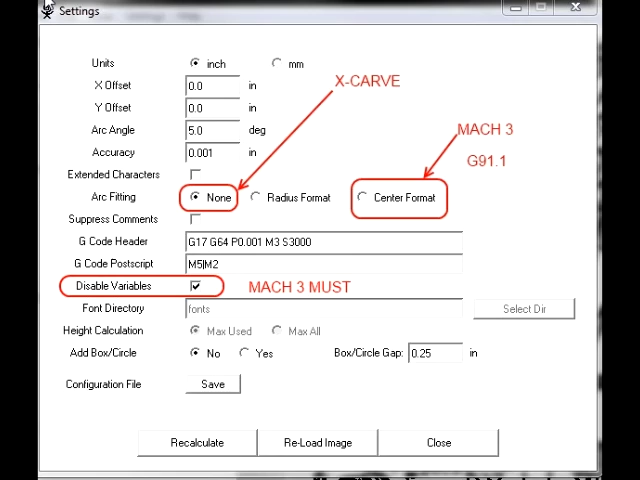 Settings
Units inch mm
X Offset 0.0 in
X-CARVE
Y Offset 0.0 in
Arc Angle 5.0 deg
MACH 3
Accuracy 0.001 in
G91.1
Extended Characters
Arc Fitting None Radius Format Center Format
Suppress Comments
G Code Header G17 G64 P0.001 M3 S3000
G Code Postscript M5|M2
Disable Variables MACH 3 MUST
Font Directory fonts Select Dir
Height Calculation Max Used Max All
Add Box/Circle No Yes Box/Circle Gap: 0.25 in
Configuration File Save
Recalculate Re-Load Image Close